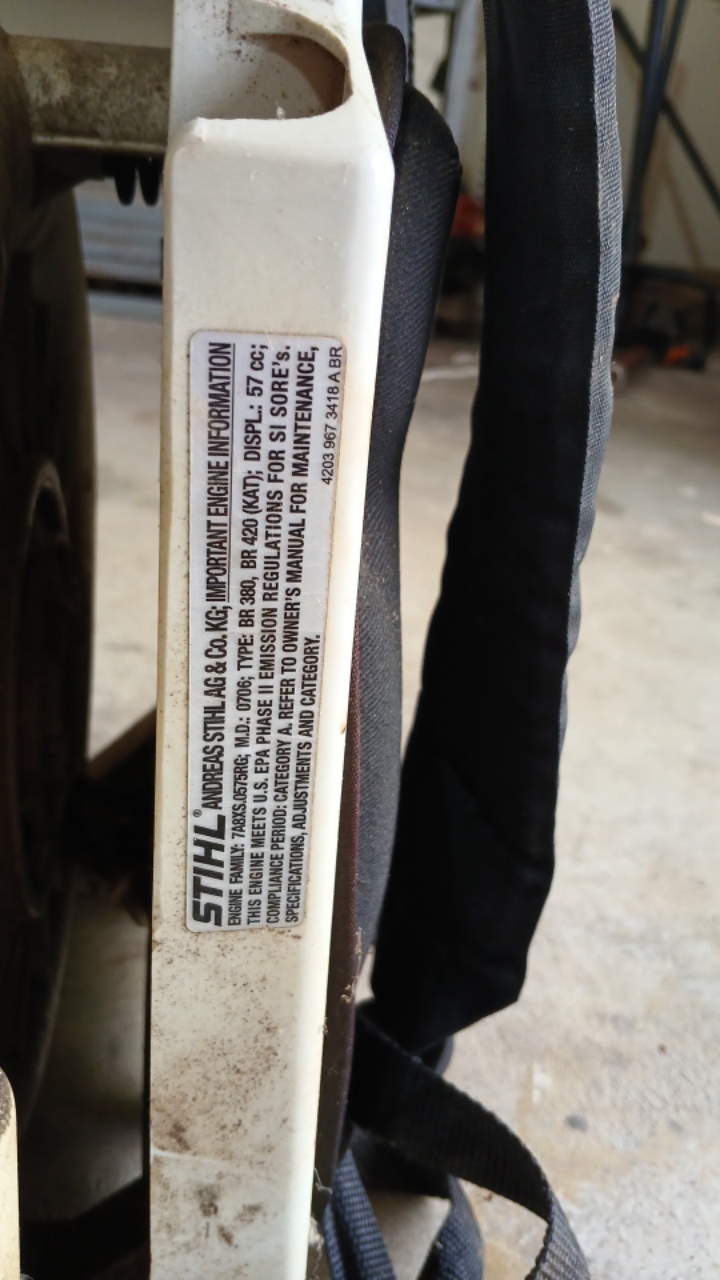 STIHL® ANDREAS STIHL AG & Co. KG; IMPORTANT ENGINE INFORMATION
ENGINE FAMILY: 7A8XS.0575RG; M.D.: 0706; TYPE: BR 380, BR 420 (KAT); DISPL.: 57 cc;
THIS ENGINE MEETS U.S. EPA PHASE II EMISSION REGULATIONS FOR SI SORE's.
COMPLIANCE PERIOD: CATEGORY A. REFER TO OWNER'S MANUAL FOR MAINTENANCE,
SPECIFICATIONS, ADJUSTMENTS AND CATEGORY.
4203 967 3418 A BR